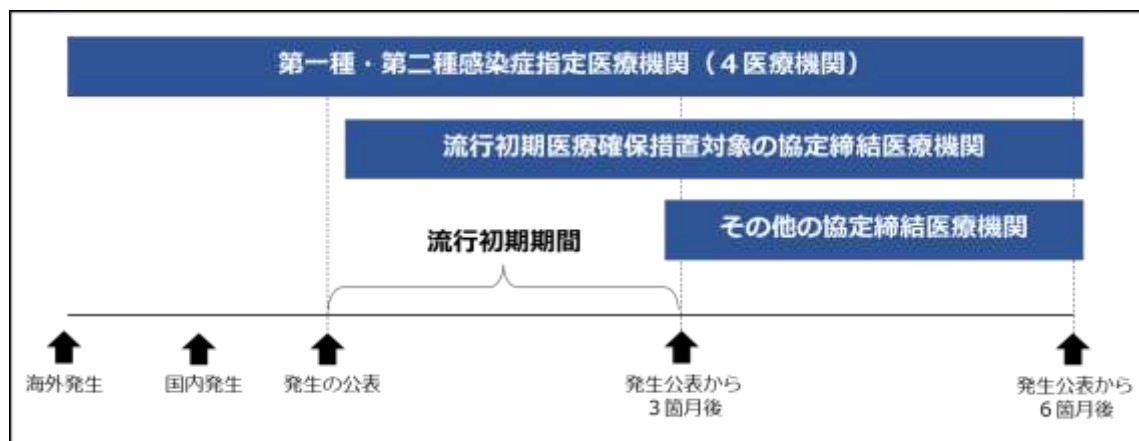 第一種・第二種感染症指定医療機関（４医療機関）
流行初期医療確保措置対象の協定締結医療機関
その他の協定締結医療機関
流行初期期間
海外発生
国内発生
発生の公表
発生公表から
３箇月後
発生公表から
６箇月後